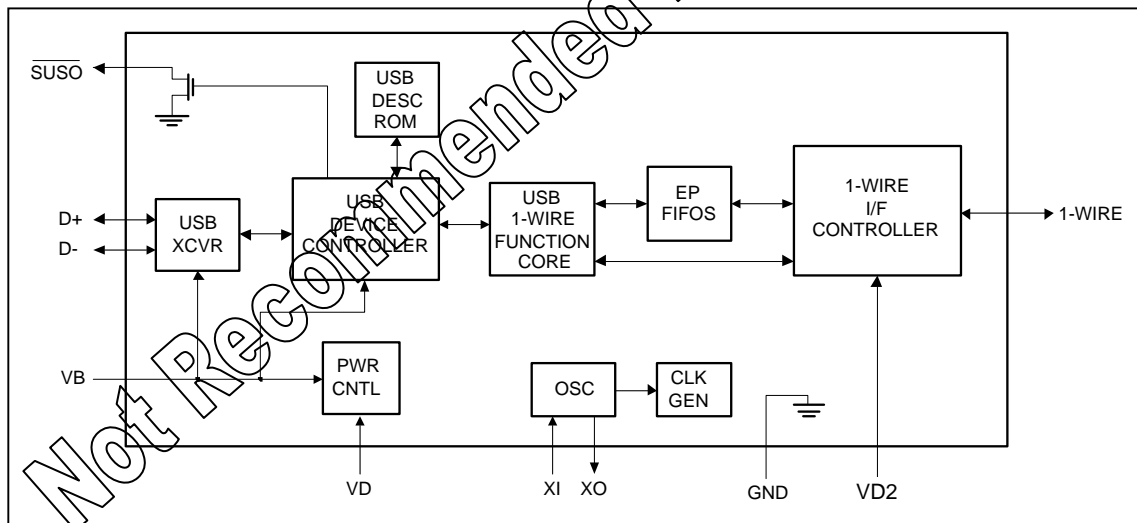 SUSO
USB
DESC
ROM
D+
D-
USB
XCVR
USB
DEVICE
CONTROLLER
USB
1-WIRE
FUNCTION
CORE
EP
FIFOS
1-WIRE
I/F
CONTROLLER
1-WIRE
VB
PWR
CNTL
OSC
CLK
GEN
VD
XI
XO
GND
VD2
Not Recommended